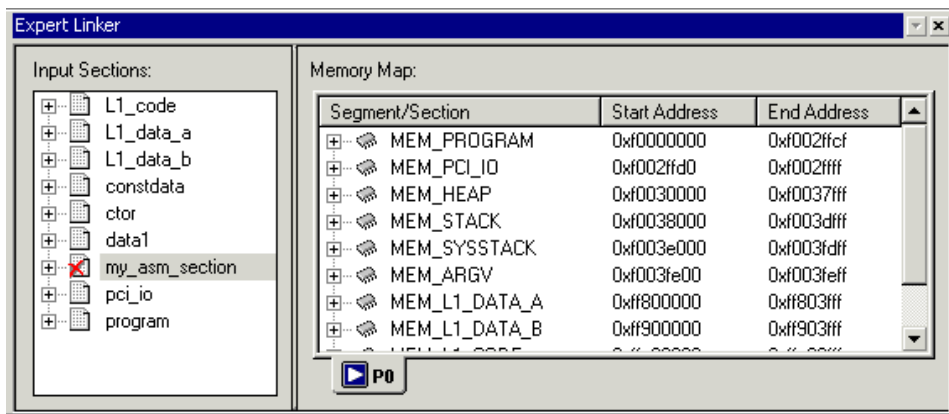 Expert Linker
Input Sections:
L1_code
L1_data_a
L1_data_b
constdata
ctor
data1
my_asm_section
pci_io
program
Memory Map:
Segment/Section Start Address End Address
MEM_PROGRAM 0xf0000000 0xf002ffcf
MEM_PCI_IO 0xf002ffd0 0xf002ffff
MEM_HEAP 0xf0030000 0xf0037fff
MEM_STACK 0xf0038000 0xf003dfff
MEM_SYSSTACK 0xf003e000 0xf003fdff
MEM_ARGV 0xf003fe00 0xf003feff
MEM_L1_DATA_A 0xff800000 0xff803fff
MEM_L1_DATA_B 0xff900000 0xff903fff
P0